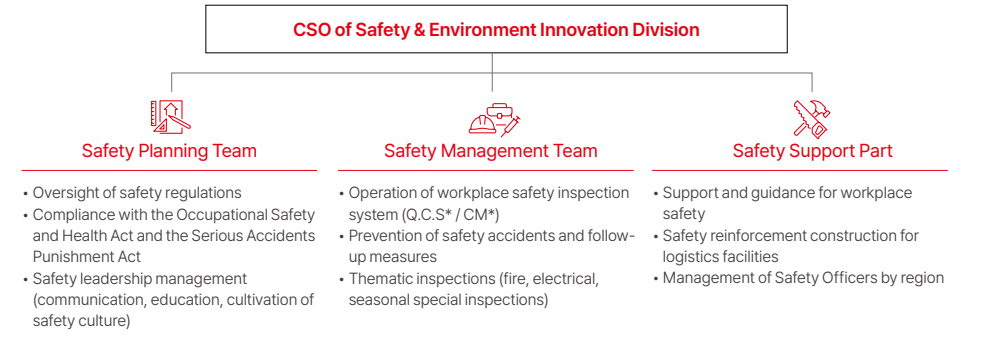 CSO of Safety & Environment Innovation Division
Safety Planning Team
• Oversight of safety regulations
• Compliance with the Occupational Safety
and Health Act and the Serious Accidents
Punishment Act
• Safety leadership management
(communication, education, cultivation of
safety culture)
Safety Management Team
• Operation of workplace safety inspection
system (Q.C.S* / CM*)
• Prevention of safety accidents and follow-
up measures
• Thematic inspections (fire, electrical,
seasonal special inspections)
Safety Support Part
• Support and guidance for workplace
safety
• Safety reinforcement construction for
logistics facilities
• Management of Safety Officers by region